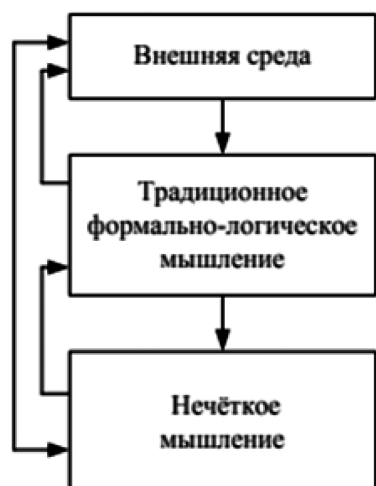 Внешняя среда
Традиционное
формально-логическое
мышление
Нечёткое
мышление